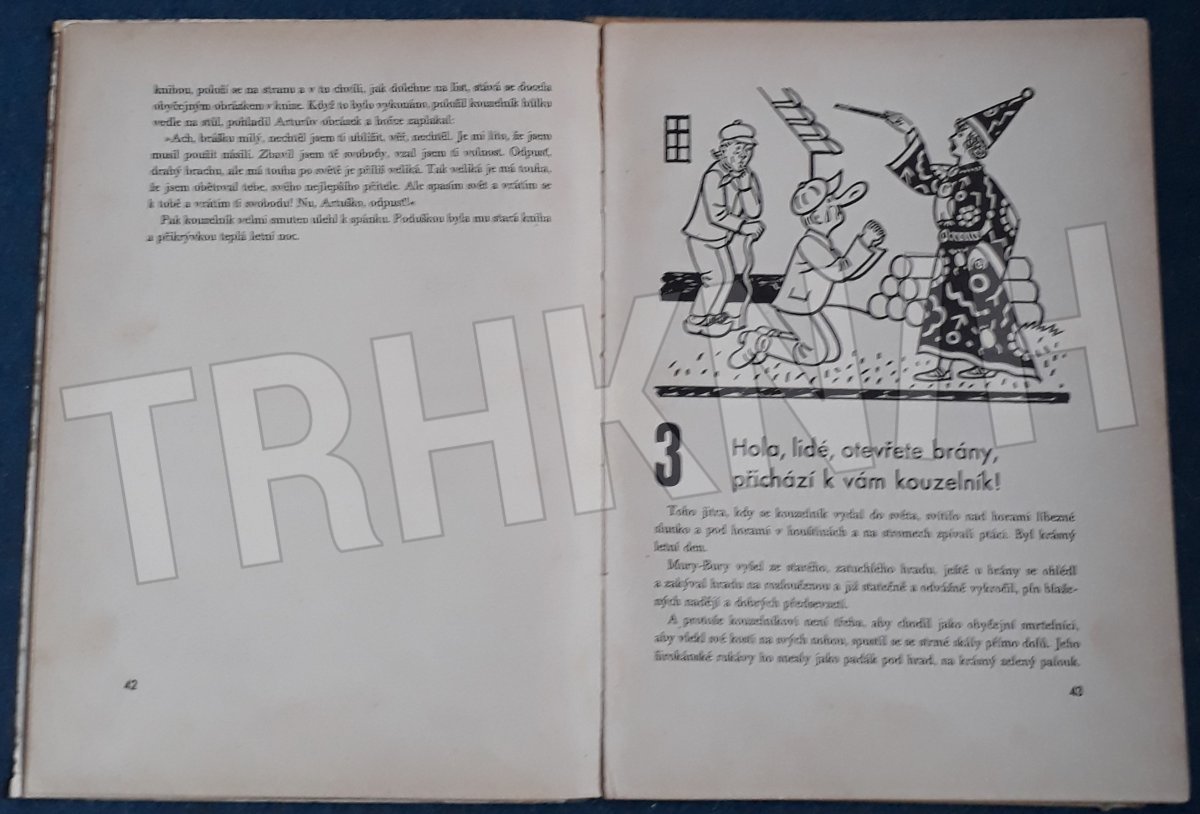 knihou, položí se na stranu a v tu chvíli, jak dolehne na list, stává se docela
obyčejným obrázkem v knize. Když to bylo vykonáno, položil kouzelník hůlku
vedle na stůl, pohladil Arturův obrázek a hořce zaplakal:
»Ach, brášku milý, nechtěl jsem ti ublížit, věř, nechtěl. Je mi líto, že jsem
musil použít násilí. Zbavil jsem tě svobody, vzal jsem ti volnost. Odpusť,
drahý brachu, ale má touha po světě je příliš veliká. Tak veliká je má touha,
že jsem obětoval tebe, svého nejlepšího přítele. Ale spasím svět a vrátím se
k tobě a vrátím ti svobodu! Nu, Artuško, odpusť!«
Pak kouzelník velmi smuten ulehl k spánku. Poduškou byla mu stará kniha
a přikrývkou teplá letní noc.
42
TRHKNIH
3
Hola, lidé, otevřete brány,
přichází k vám kouzelník!
Toho jitra, kdy se kouzelník vydal do světa, svítilo nad horami líbezné
slunko a pod horami v houštinách a na stromech zpívali ptáci. Byl krásný
letní den.
Mury-Bury vyšel ze starého, zatuchlého hradu, ještě u brány se ohlédl
a zakýval hradu na rozloučenou a již statečně a odvážně vykročil, pln blaže-
ných nadějí a dobrých předsevzetí.
A protože kouzelníkovi není třeba, aby chodil jako obyčejní smrtelníci,
aby vlekl své kosti na svých nohou, spustil se se strmé skály přímo dolů. Jeho
širokánské rukávy ho snesly jako padák pod hrad, na krásný zelený palouk.
43